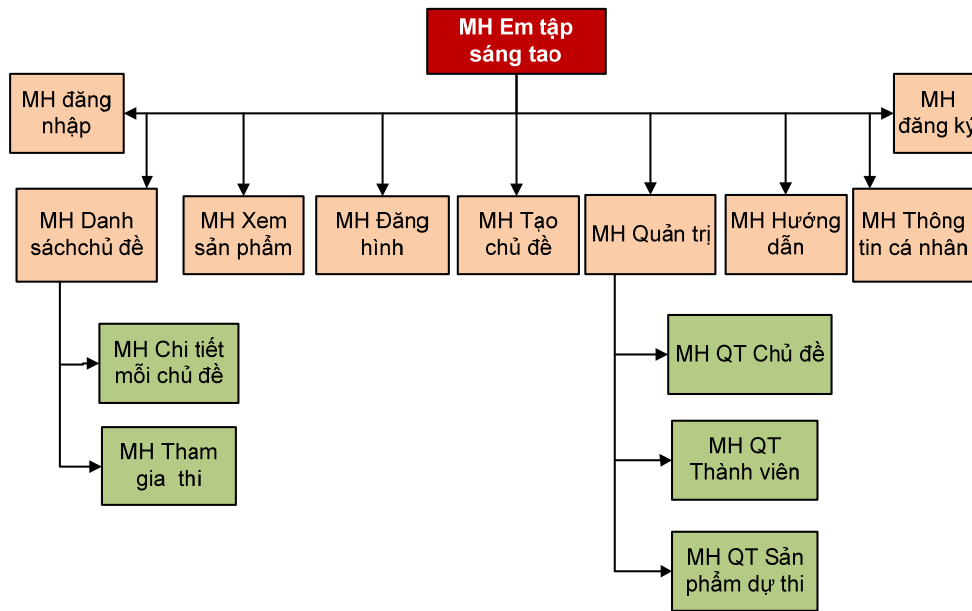 MH Em tập
sáng tao
MH đăng
nhập
MH
đăng ký
MH Danh
sáchchủ đề
MH Xem
sản phẩm
MH Đăng
hình
MH Tạo
chủ đề
MH Quản trị
MH Hướng
dẫn
MH Thông
tin cá nhân
MH Chi tiết
mỗi chủ đề
MH Tham
gia thi
MH QT Chủ đề
MH QT
Thành viên
MH QT Sản
phẩm dự thi